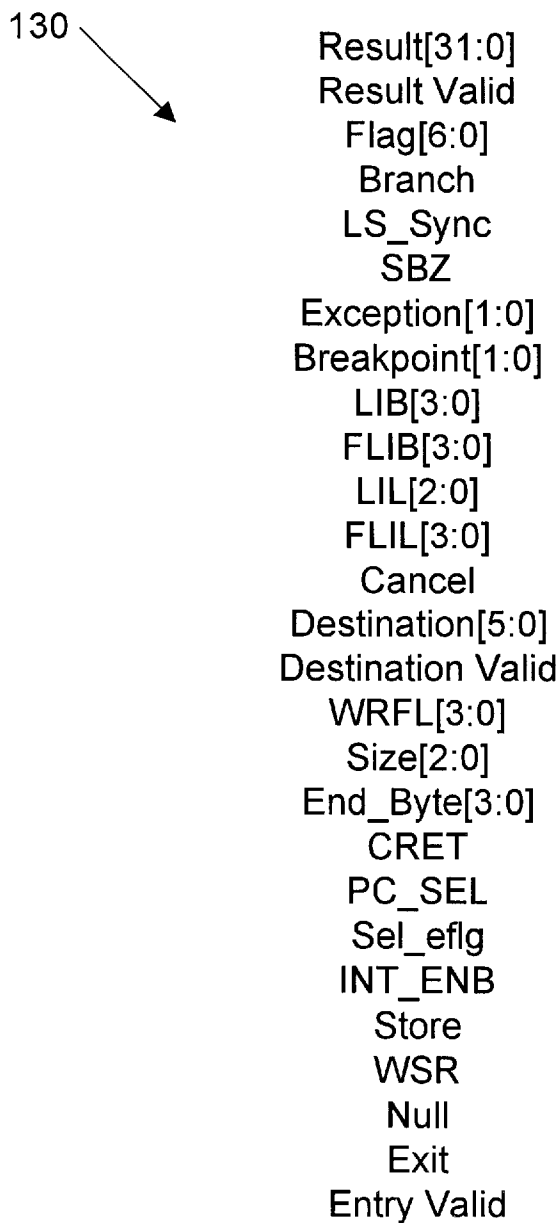 130
Result[31:0]
Result Valid
Flag[6:0]
Branch
LS_Sync
SBZ
Exception[1:0]
Breakpoint[1:0]
LIB[3:0]
FLIB[3:0]
LIL[2:0]
FLIL[3:0]
Cancel
Destination[5:0]
Destination Valid
WRFL[3:0]
Size[2:0]
End_Byte[3:0]
CRET
PC_SEL
Sel_eflg
INT_ENB
Store
WSR
Null
Exit
Entry Valid